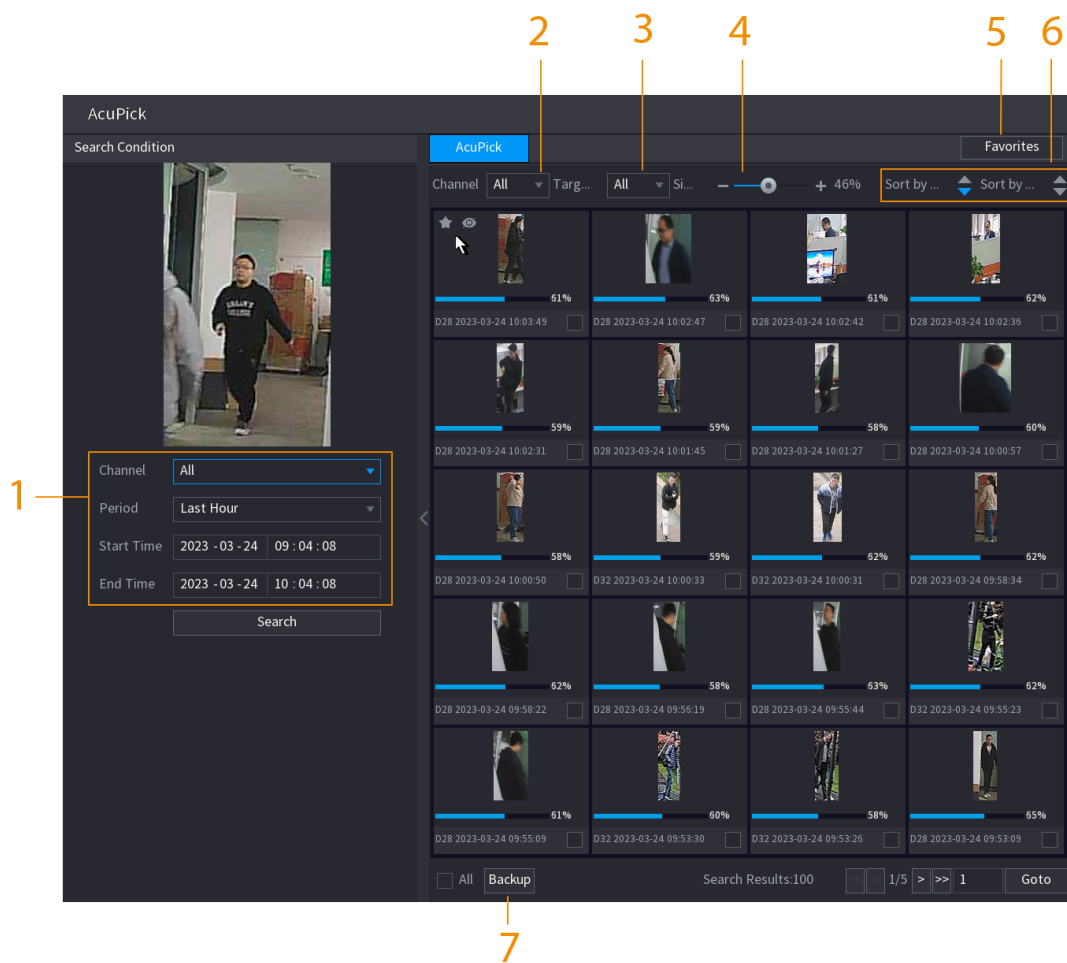 2 3 4 5 6
AcuPick
Search Condition
AcuPick
Favorites
Channel All Targ... All Si... 46% Sort by ... Sort by ...
61% 63% 61% 62%
D28 2023-03-24 10:03:49 D28 2023-03-24 10:02:47 D28 2023-03-24 10:02:42 D28 2023-03-24 10:02:36
59% 59% 58% 60%
D28 2023-03-24 10:02:31 D28 2023-03-24 10:01:45 D28 2023-03-24 10:01:27 D28 2023-03-24 10:00:57
1
Channel All
Period Last Hour
Start Time 2023 - 03 - 24 09 : 04 : 08
End Time 2023 - 03 - 24 10 : 04 : 08
Search
58% 59% 62% 62%
D28 2023-03-24 10:00:50 D32 2023-03-24 10:00:33 D32 2023-03-24 10:00:31 D28 2023-03-24 09:58:34
62% 58% 63% 62%
D28 2023-03-24 09:58:22 D28 2023-03-24 09:56:19 D28 2023-03-24 09:55:44 D32 2023-03-24 09:55:23
61% 60% 58% 65%
D28 2023-03-24 09:55:09 D32 2023-03-24 09:53:30 D32 2023-03-24 09:53:26 D28 2023-03-24 09:53:09
All Backup Search Results:100 << < 1/5 > >> 1 Goto
7